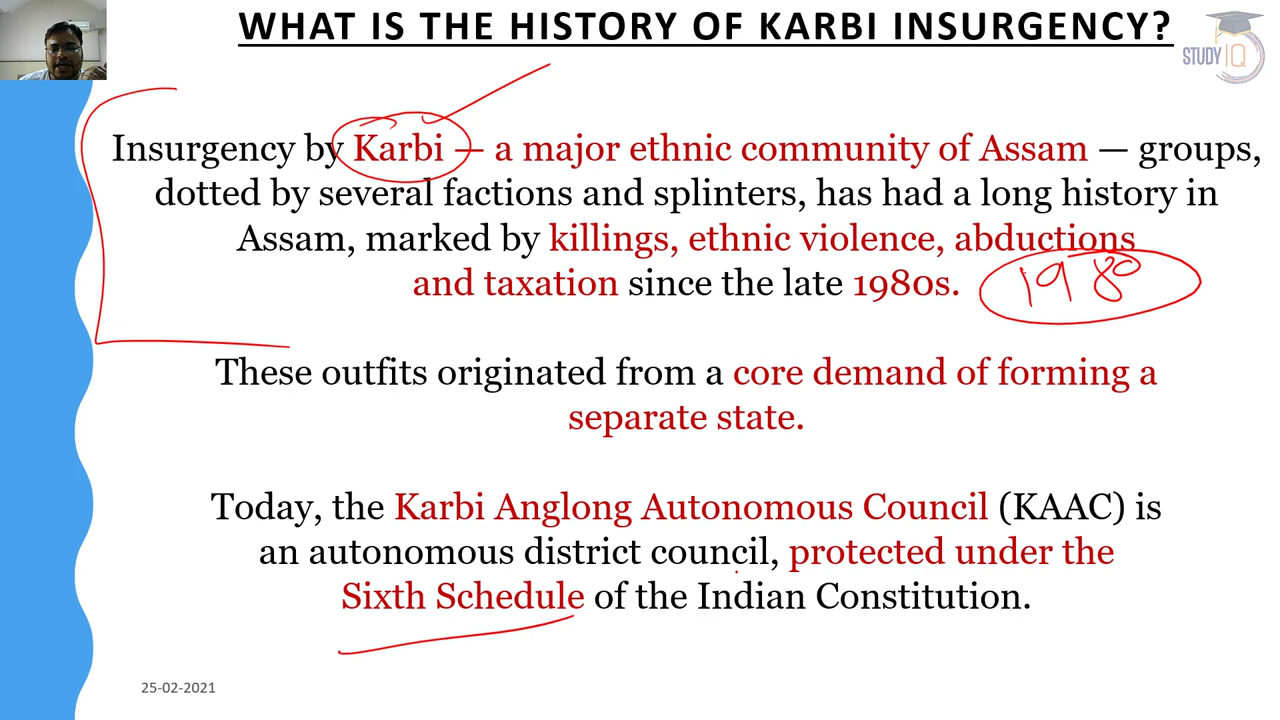 WHAT IS THE HISTORY OF KARBI INSURGENCY?
STUDY IQ
Insurgency by Karbi — a major ethnic community of Assam — groups,
dotted by several factions and splinters, has had a long history in
Assam, marked by killings, ethnic violence, abductions
and taxation since the late 1980s.
1980
These outfits originated from a core demand of forming a
separate state.
Today, the Karbi Anglong Autonomous Council (KAAC) is
an autonomous district council, protected under the
Sixth Schedule of the Indian Constitution.
25-02-2021